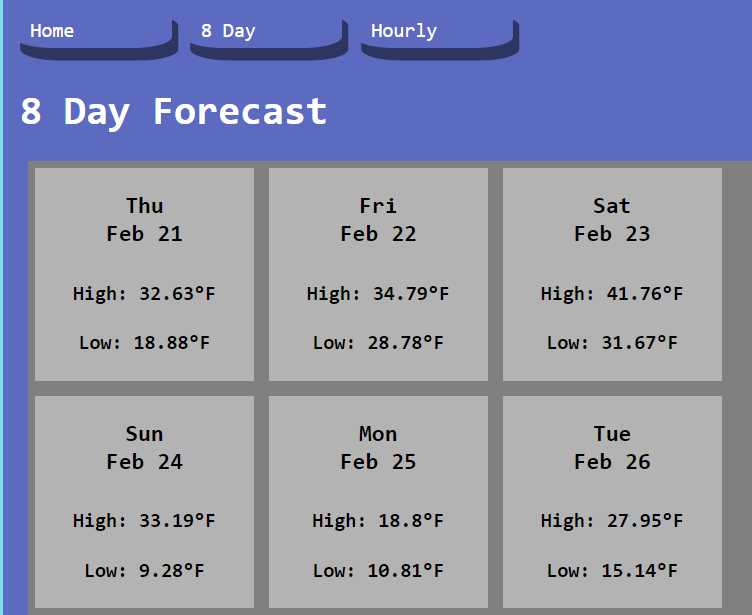 Home 8 Day Hourly
8 Day Forecast
Thu
Feb 21
High: 32.63°F
Low: 18.88°F
Fri
Feb 22
High: 34.79°F
Low: 28.78°F
Sat
Feb 23
High: 41.76°F
Low: 31.67°F
Sun
Feb 24
High: 33.19°F
Low: 9.28°F
Mon
Feb 25
High: 18.8°F
Low: 10.81°F
Tue
Feb 26
High: 27.95°F
Low: 15.14°F